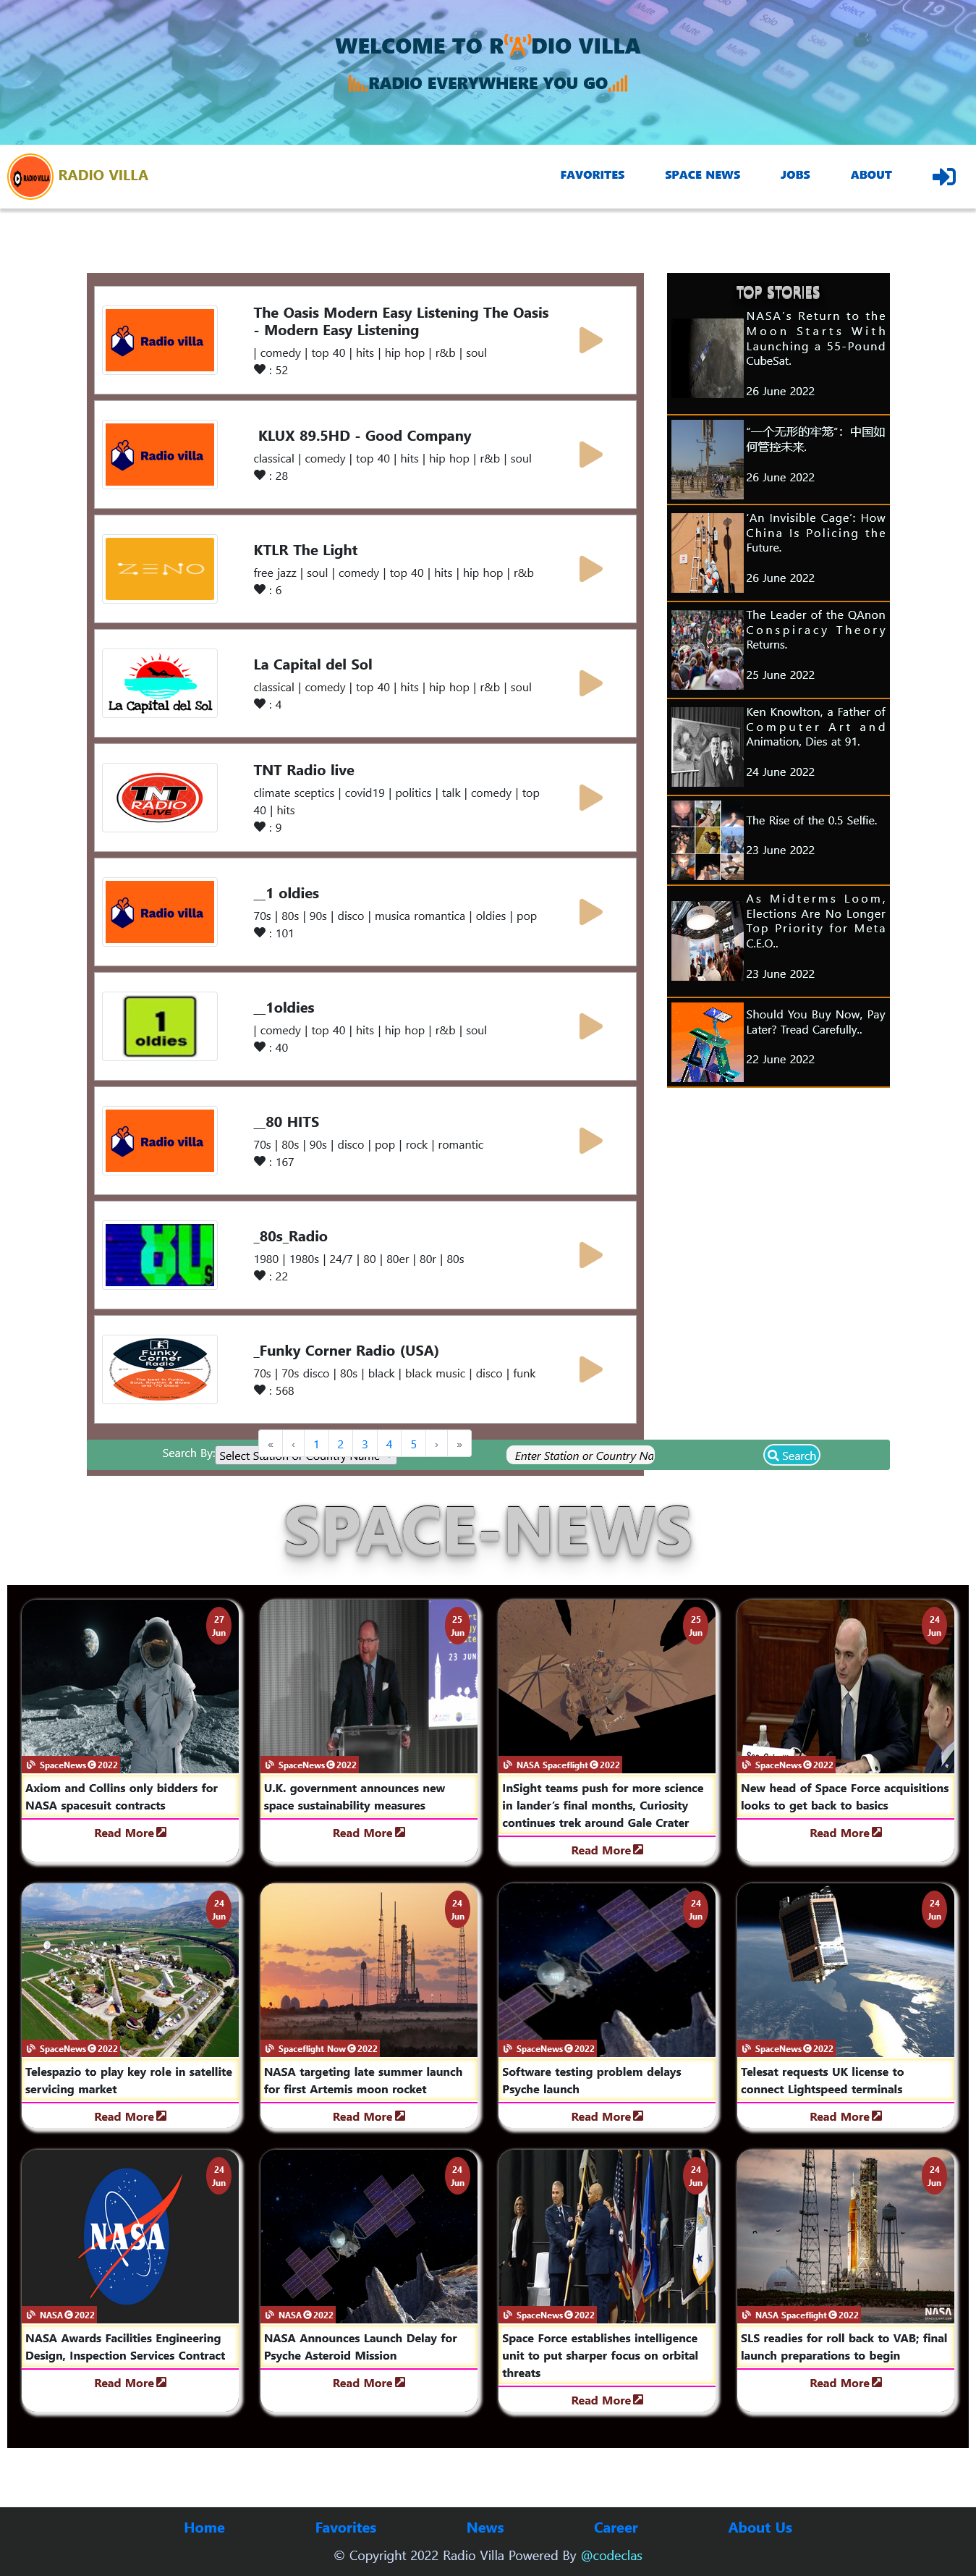 WELCOME TO RADIO VILLA
RADIO EVERYWHERE YOU GO
RADIO VILLA
RADIO VILLA
FAVORITES
SPACE NEWS
JOBS
ABOUT
Radio villa
The Oasis Modern Easy Listening The Oasis
- Modern Easy Listening
| comedy | top 40 | hits | hip hop | r&b | soul
: 52
Radio villa
KLUX 89.5HD - Good Company
classical | comedy | top 40 | hits | hip hop | r&b | soul
: 28
ZENO
KTLR The Light
free jazz | soul | comedy | top 40 | hits | hip hop | r&b
: 6
La Capital del Sol
La Capital del Sol
classical | comedy | top 40 | hits | hip hop | r&b | soul
: 4
TNT
RADIO
.LIVE
TNT Radio live
climate sceptics | covid19 | politics | talk | comedy | top
40 | hits
: 9
Radio villa
__1 oldies
70s | 80s | 90s | disco | musica romantica | oldies | pop
: 101
1
oldies
__1oldies
| comedy | top 40 | hits | hip hop | r&b | soul
: 40
Radio villa
__80 HITS
70s | 80s | 90s | disco | pop | rock | romantic
: 167
80s
_80s_Radio
1980 | 1980s | 24/7 | 80 | 80er | 80r | 80s
: 22
Funky
Corner
Radio
_Funky Corner Radio (USA)
70s | 70s disco | 80s | black | black music | disco | funk
: 568
« ‹ 1 2 3 4 5 › »
Search By:
Select Station or Country Name
Enter Station or Country Na
Search
TOP STORIES
NASA's Return to the
Moon Starts With
Launching a 55-Pound
CubeSat.
26 June 2022
“一个无形的牢笼”：中国如
何管控未来.
26 June 2022
‘An Invisible Cage’: How
China Is Policing the
Future.
26 June 2022
The Leader of the QAnon
Conspiracy Theory
Returns.
25 June 2022
Ken Knowlton, a Father of
Computer Art and
Animation, Dies at 91.
24 June 2022
The Rise of the 0.5 Selfie.
23 June 2022
As Midterms Loom,
Elections Are No Longer
Top Priority for Meta
C.E.O..
23 June 2022
Should You Buy Now, Pay
Later? Tread Carefully..
22 June 2022
SPACE-NEWS
27
Jun
SpaceNews©2022
Axiom and Collins only bidders for
NASA spacesuit contracts
Read More
23 JUN
25
Jun
SpaceNews©2022
U.K. government announces new
space sustainability measures
Read More
25
Jun
NASA Spaceflight©2022
InSight teams push for more science
in lander’s final months, Curiosity
continues trek around Gale Crater
Read More
24
Jun
SpaceNews©2022
New head of Space Force acquisitions
looks to get back to basics
Read More
24
Jun
SpaceNews©2022
Telespazio to play key role in satellite
servicing market
Read More
24
Jun
Spaceflight Now©2022
NASA targeting late summer launch
for first Artemis moon rocket
Read More
24
Jun
SpaceNews©2022
Software testing problem delays
Psyche launch
Read More
24
Jun
SpaceNews©2022
Telesat requests UK license to
connect Lightspeed terminals
Read More
NASA
24
Jun
NASA©2022
NASA Awards Facilities Engineering
Design, Inspection Services Contract
Read More
24
Jun
NASA©2022
NASA Announces Launch Delay for
Psyche Asteroid Mission
Read More
24
Jun
SpaceNews©2022
Space Force establishes intelligence
unit to put sharper focus on orbital
threats
Read More
24
Jun
NASA Spaceflight©2022
NASA
SLS readies for roll back to VAB; final
launch preparations to begin
Read More
Home
Favorites
News
Career
About Us
© Copyright 2022 Radio Villa Powered By @codeclas